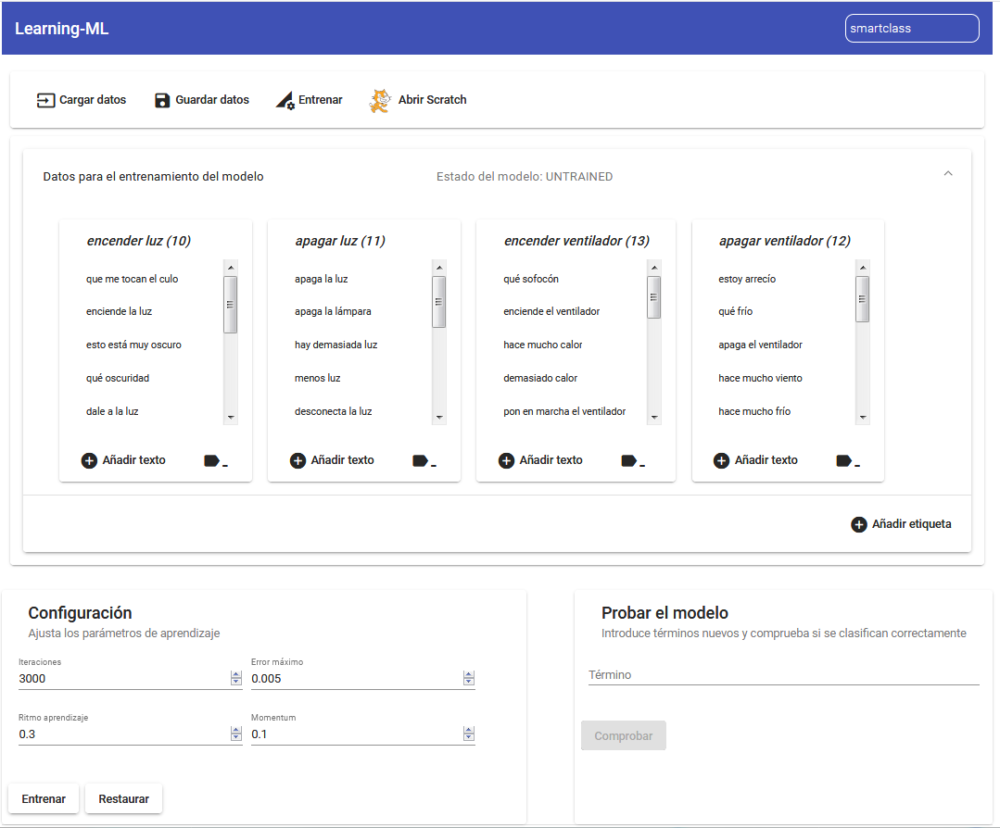 Learning-ML
smartclass
Cargar datos Guardar datos Entrenar Abrir Scratch
Datos para el entrenamiento del modelo Estado del modelo: UNTRAINED
encender luz (10)
que me tocan el culo
enciende la luz
esto está muy oscuro
qué oscuridad
dale a la luz
Añadir texto
apagar luz (11)
apaga la luz
apaga la lámpara
hay demasiada luz
menos luz
desconecta la luz
Añadir texto
encender ventilador (13)
qué sofocón
enciende el ventilador
hace mucho calor
demasiado calor
pon en marcha el ventilador
Añadir texto
apagar ventilador (12)
estoy arrecío
qué frío
apaga el ventilador
hace mucho viento
hace mucho frío
Añadir texto
Añadir etiqueta
Configuración
Ajusta los parámetros de aprendizaje
Iteraciones Error máximo
3000 0.005
Ritmo aprendizaje Momentum
0.3 0.1
Entrenar Restaurar
Probar el modelo
Introduce términos nuevos y comprueba si se clasifican correctamente
Término
Comprobar